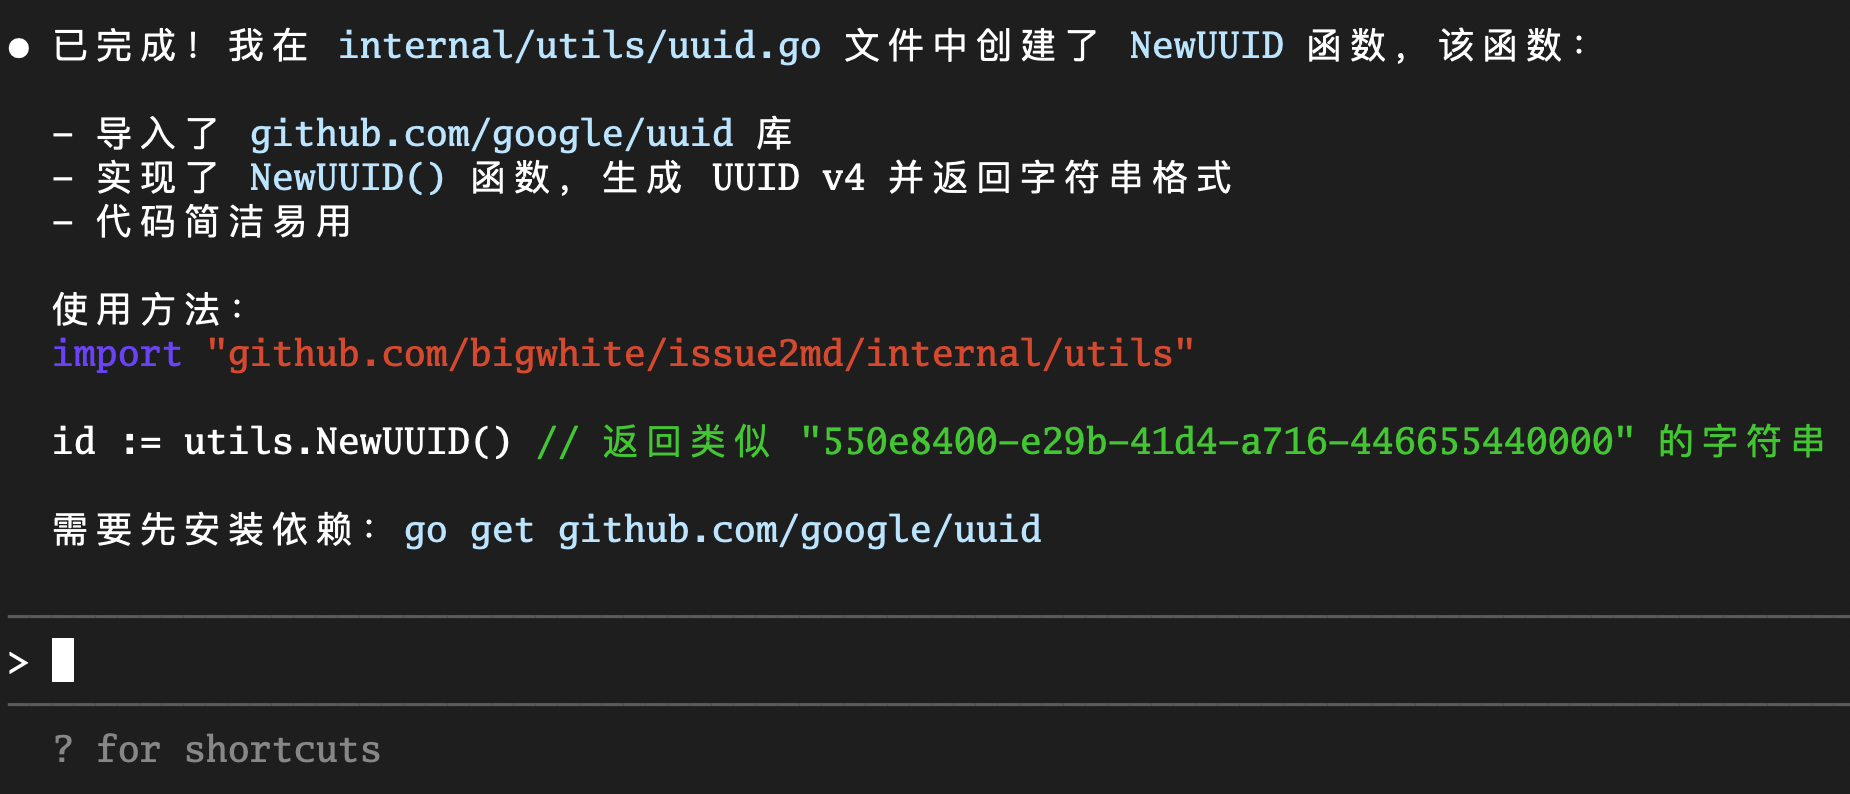 ● 已完成！我在 internal/utils/uuid.go 文件中创建了 NewUUID 函数，该函数：
- 导入了 github.com/google/uuid 库
- 实现了 NewUUID() 函数，生成 UUID v4 并返回字符串格式
- 代码简洁易用
使用方法：
import "github.com/bigwhite/issue2md/internal/utils"
id := utils.NewUUID() // 返回类似 "550e8400-e29b-41d4-a716-446655440000" 的字符串
需要先安装依赖：go get github.com/google/uuid
>
? for shortcuts